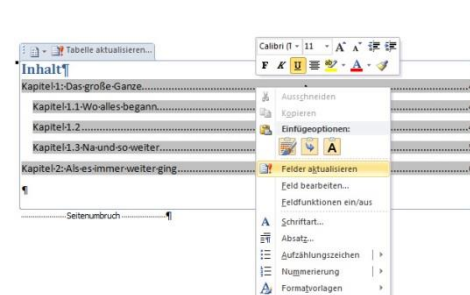 Tabelle aktualisieren...
Inhalt¶
Kapitel·1:·Das·große·Ganze
Kapitel·1.1·Wo·alles·begann
Kapitel·1.2
Kapitel·1.3·Na·und·so·weiter
Kapitel·2:·Als·es·immer·weiter·ging
¶
Seitenumbruch¶
Calibri (T 11 A A
F K U A
Ausschneiden
Kopieren
Einfügeoptionen:
A
Felder aktualisieren
Feld bearbeiten...
Feldfunktionen ein/aus
A Schriftart...
Absatz...
Aufzählungszeichen
Nummerierung
A Formatvorlagen